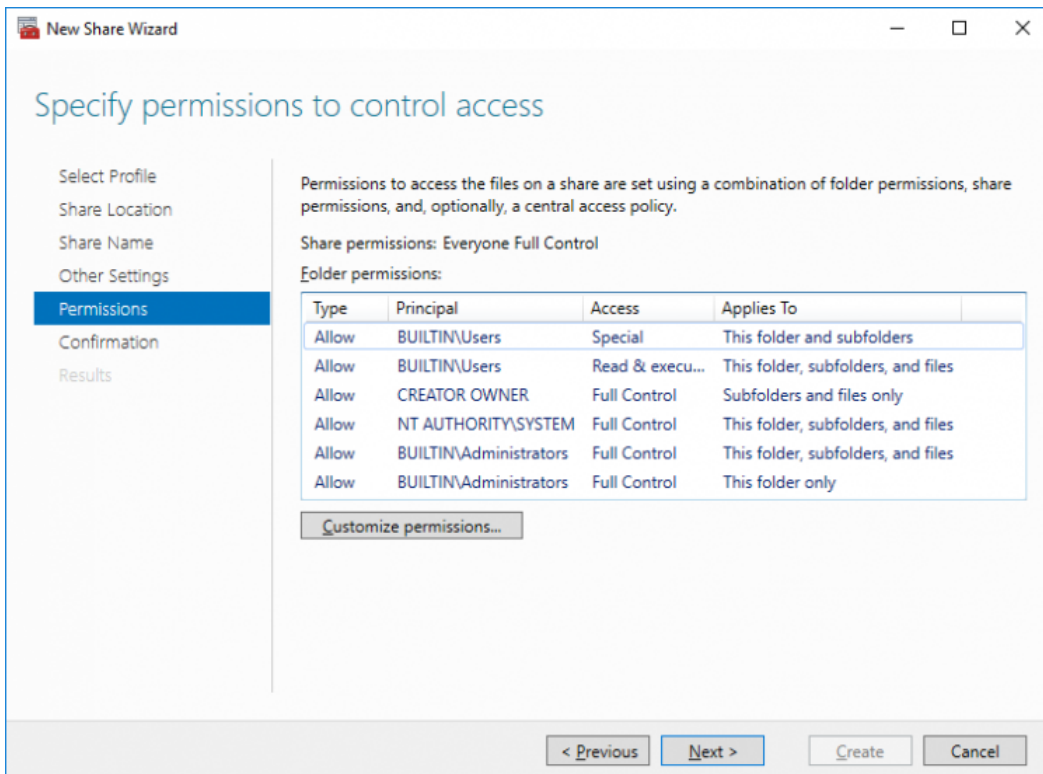 New Share Wizard
Specify permissions to control access
Select Profile
Share Location
Share Name
Other Settings
Permissions
Confirmation
Results
Permissions to access the files on a share are set using a combination of folder permissions, share
permissions, and, optionally, a central access policy.
Share permissions: Everyone Full Control
Folder permissions:
Type Principal Access Applies To
Allow BUILTIN\Users Special This folder and subfolders
Allow BUILTIN\Users Read & execu... This folder, subfolders, and files
Allow CREATOR OWNER Full Control Subfolders and files only
Allow NT AUTHORITY\SYSTEM Full Control This folder, subfolders, and files
Allow BUILTIN\Administrators Full Control This folder, subfolders, and files
Allow BUILTIN\Administrators Full Control This folder only
Customize permissions...
< Previous Next > Create Cancel